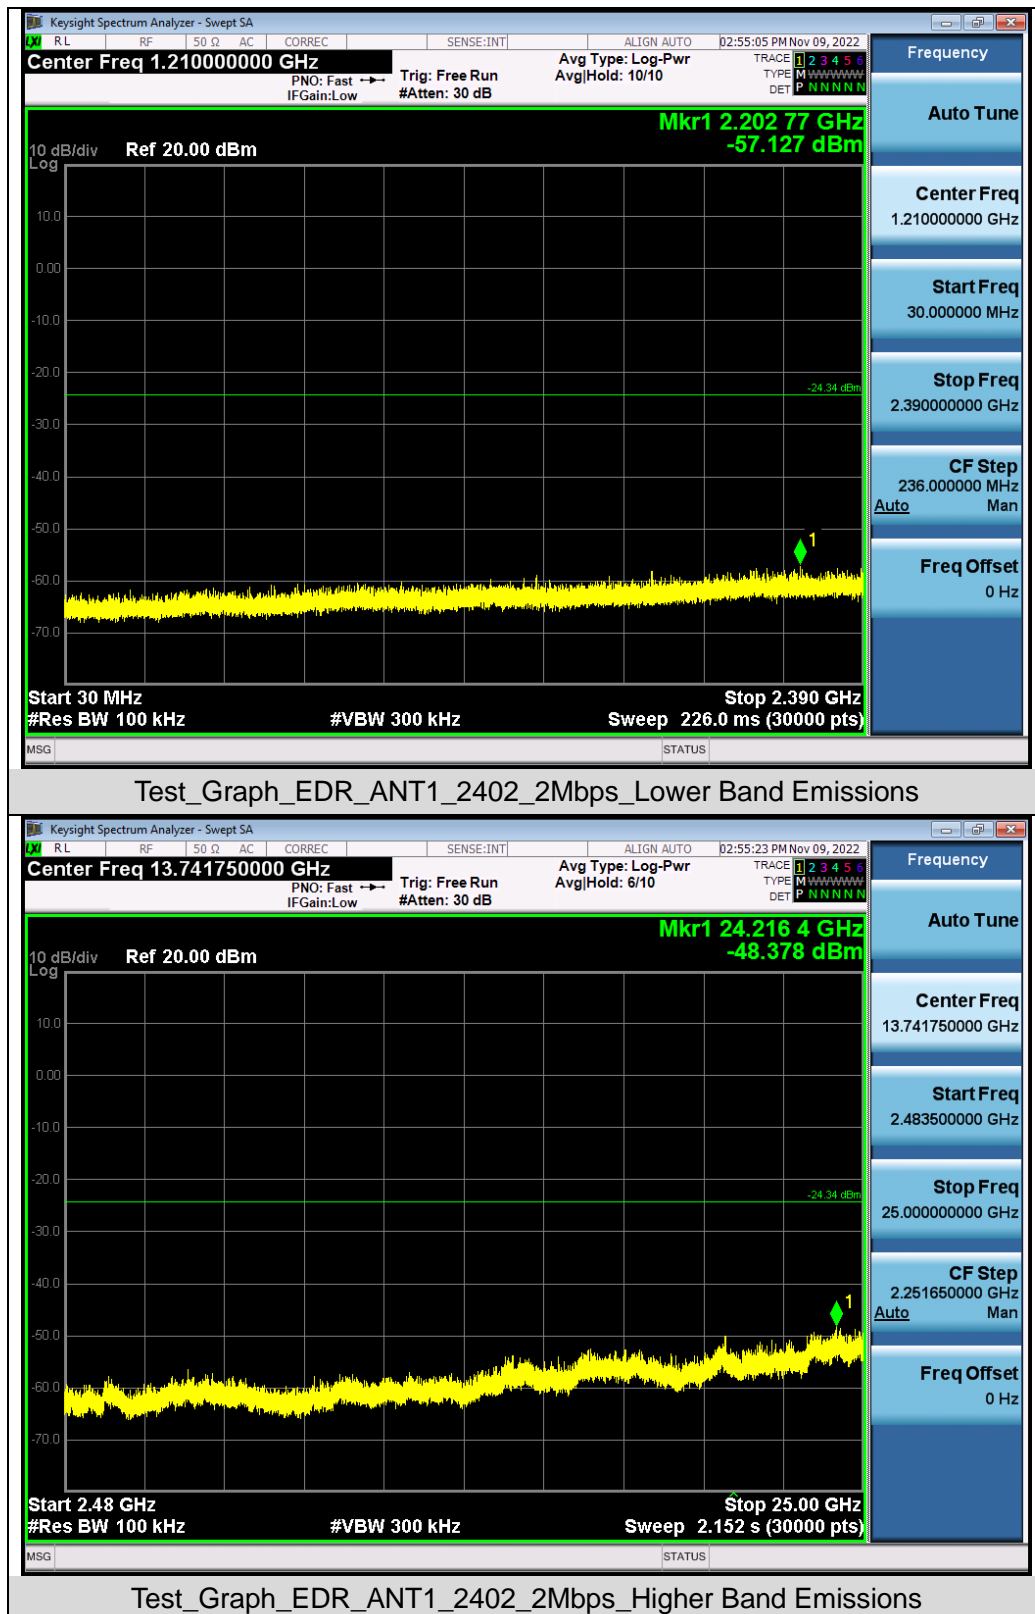 Keysight Spectrum Analyzer - Swept SA
LXI RL RF 50 Ω AC CORREC SENSE:INT ALIGN AUTO 02:55:05 PM Nov 09, 2022
Center Freq 1.210000000 GHz
PNO: Fast
IFGain:Low
Trig: Free Run
#Atten: 30 dB
Avg Type: Log-Pwr
Avg|Hold: 10/10
TRACE 1 2 3 4 5 6
TYPE M W W W W W
DET P N N N N N
Frequency
Auto Tune
Center Freq
1.210000000 GHz
Start Freq
30.000000 MHz
Stop Freq
2.390000000 GHz
CF Step
236.000000 MHz
Auto Man
Freq Offset
0 Hz
Mkr1 2.202 77 GHz
-57.127 dBm
10 dB/div Ref 20.00 dBm
Log
10.0
0.00
-10.0
-20.0
-24.34 dBm
-30.0
-40.0
-50.0
1
-60.0
-70.0
Start 30 MHz Stop 2.390 GHz
#Res BW 100 kHz #VBW 300 kHz Sweep 226.0 ms (30000 pts)
MSG STATUS
Test_Graph_EDR_ANT1_2402_2Mbps_Lower Band Emissions
Keysight Spectrum Analyzer - Swept SA
LXI RL RF 50 Ω AC CORREC SENSE:INT ALIGN AUTO 02:55:23 PM Nov 09, 2022
Center Freq 13.741750000 GHz
PNO: Fast
IFGain:Low
Trig: Free Run
#Atten: 30 dB
Avg Type: Log-Pwr
Avg|Hold: 6/10
TRACE 1 2 3 4 5 6
TYPE M W W W W W
DET P N N N N N
Frequency
Auto Tune
Center Freq
13.741750000 GHz
Start Freq
2.483500000 GHz
Stop Freq
25.000000000 GHz
CF Step
2.251650000 GHz
Auto Man
Freq Offset
0 Hz
Mkr1 24.216 4 GHz
-48.378 dBm
10 dB/div Ref 20.00 dBm
Log
10.0
0.00
-10.0
-20.0
-24.34 dBm
-30.0
-40.0
1
-50.0
-60.0
-70.0
Start 2.48 GHz Stop 25.00 GHz
#Res BW 100 kHz #VBW 300 kHz Sweep 2.152 s (30000 pts)
MSG STATUS
Test_Graph_EDR_ANT1_2402_2Mbps_Higher Band Emissions